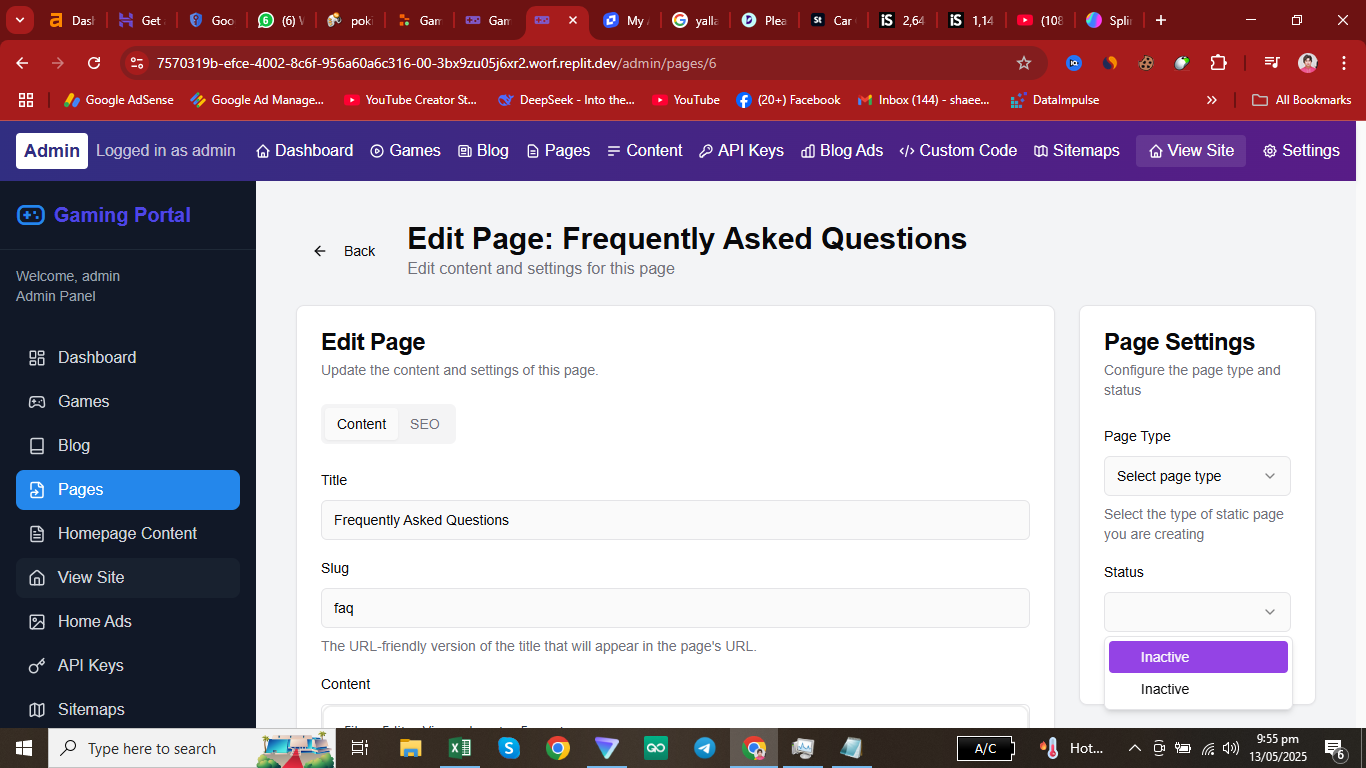 Dash
Get
Goo
(6) W
poki
Gam
Gam
My
yalla
Plea
Car
2,64
1,14
(108
Splin
7570319b-efce-4002-8c6f-956a60a6c316-00-3bx9zu05j6xr2.worf.replit.dev/admin/pages/6
Google AdSense
Google Ad Manage...
YouTube Creator St...
DeepSeek - Into the...
YouTube
(20+) Facebook
Inbox (144) - shaee...
DataImpulse
All Bookmarks
Admin
Logged in as admin
Dashboard
Games
Blog
Pages
Content
API Keys
Blog Ads
Custom Code
Sitemaps
View Site
Settings
Gaming Portal
Welcome, admin
Admin Panel
Dashboard
Games
Blog
Pages
Homepage Content
View Site
Home Ads
API Keys
Sitemaps
Back
Edit Page: Frequently Asked Questions
Edit content and settings for this page
Edit Page
Update the content and settings of this page.
Content
SEO
Title
Frequently Asked Questions
Slug
faq
The URL-friendly version of the title that will appear in the page's URL.
Content
Page Settings
Configure the page type and
status
Page Type
Select page type
Select the type of static page
you are creating
Status
Inactive
Inactive
Type here to search
A/C
Hot...
9:55 pm
13/05/2025
6